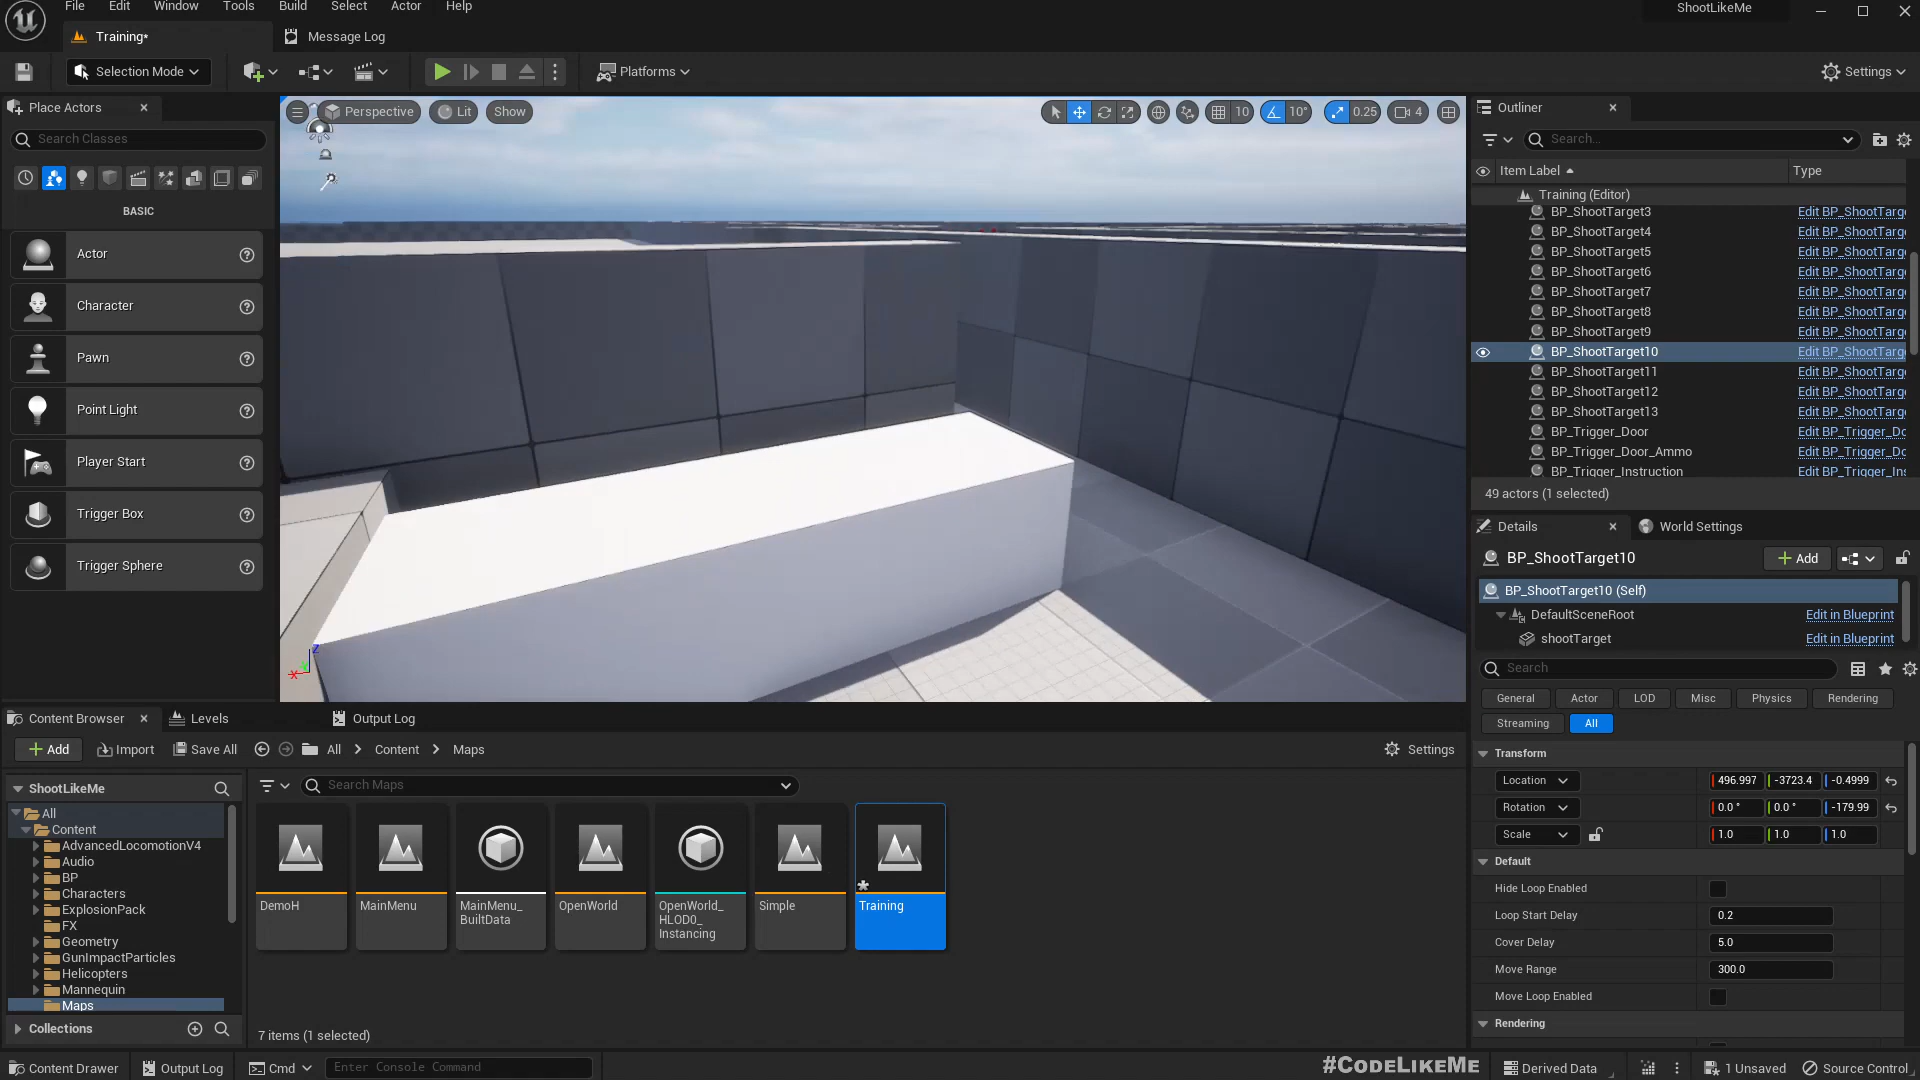 File Edit Window Tools Build Select Actor Help ShootLikeMe
Training* Message Log
Selection Mode Platforms Settings
Place Actors
Search Classes
BASIC
Actor
Character
Pawn
Point Light
Player Start
Trigger Box
Trigger Sphere
Perspective Lit Show 10 10° 0.25 4
Outliner
Search...
Item Label Type
Training (Editor)
BP_ShootTarget3 Edit BP_ShootTarg
BP_ShootTarget4 Edit BP_ShootTarg
BP_ShootTarget5 Edit BP_ShootTarg
BP_ShootTarget6 Edit BP_ShootTarg
BP_ShootTarget7 Edit BP_ShootTarg
BP_ShootTarget8 Edit BP_ShootTarg
BP_ShootTarget9 Edit BP_ShootTarg
BP_ShootTarget10 Edit BP_ShootTarg
BP_ShootTarget11 Edit BP_ShootTarg
BP_ShootTarget12 Edit BP_ShootTarg
BP_ShootTarget13 Edit BP_ShootTarg
BP_Trigger_Door Edit BP_Trigger_Do
BP_Trigger_Door_Ammo Edit BP_Trigger_Do
BP_Trigger_Instruction Edit BP_Trigger_Ins
49 actors (1 selected)
Details World Settings
BP_ShootTarget10 Add
BP_ShootTarget10 (Self)
DefaultSceneRoot Edit in Blueprint
shootTarget Edit in Blueprint
Search
General Actor LOD Misc Physics Rendering
Streaming All
Transform
Location 496.997 -3723.4 -0.4999
Rotation 0.0 ° 0.0 ° -179.99
Scale 1.0 1.0 1.0
Default
Hide Loop Enabled
Loop Start Delay 0.2
Cover Delay 5.0
Move Range 300.0
Move Loop Enabled
Rendering
X Y Z
Content Browser Levels Output Log
Add Import Save All All Content Maps Settings
ShootLikeMe
All
Content
AdvancedLocomotionV4
Audio
BP
Characters
ExplosionPack
FX
Geometry
GunImpactParticles
Helicopters
Mannequin
Maps
Collections
Search Maps
DemoH
MainMenu
MainMenu_
BuiltData
OpenWorld
OpenWorld_
HLOD0_
Instancing
Simple
Training
7 items (1 selected)
Content Drawer Output Log Cmd Enter Console Command #CODELIKEME Derived Data 1 Unsaved Source Control